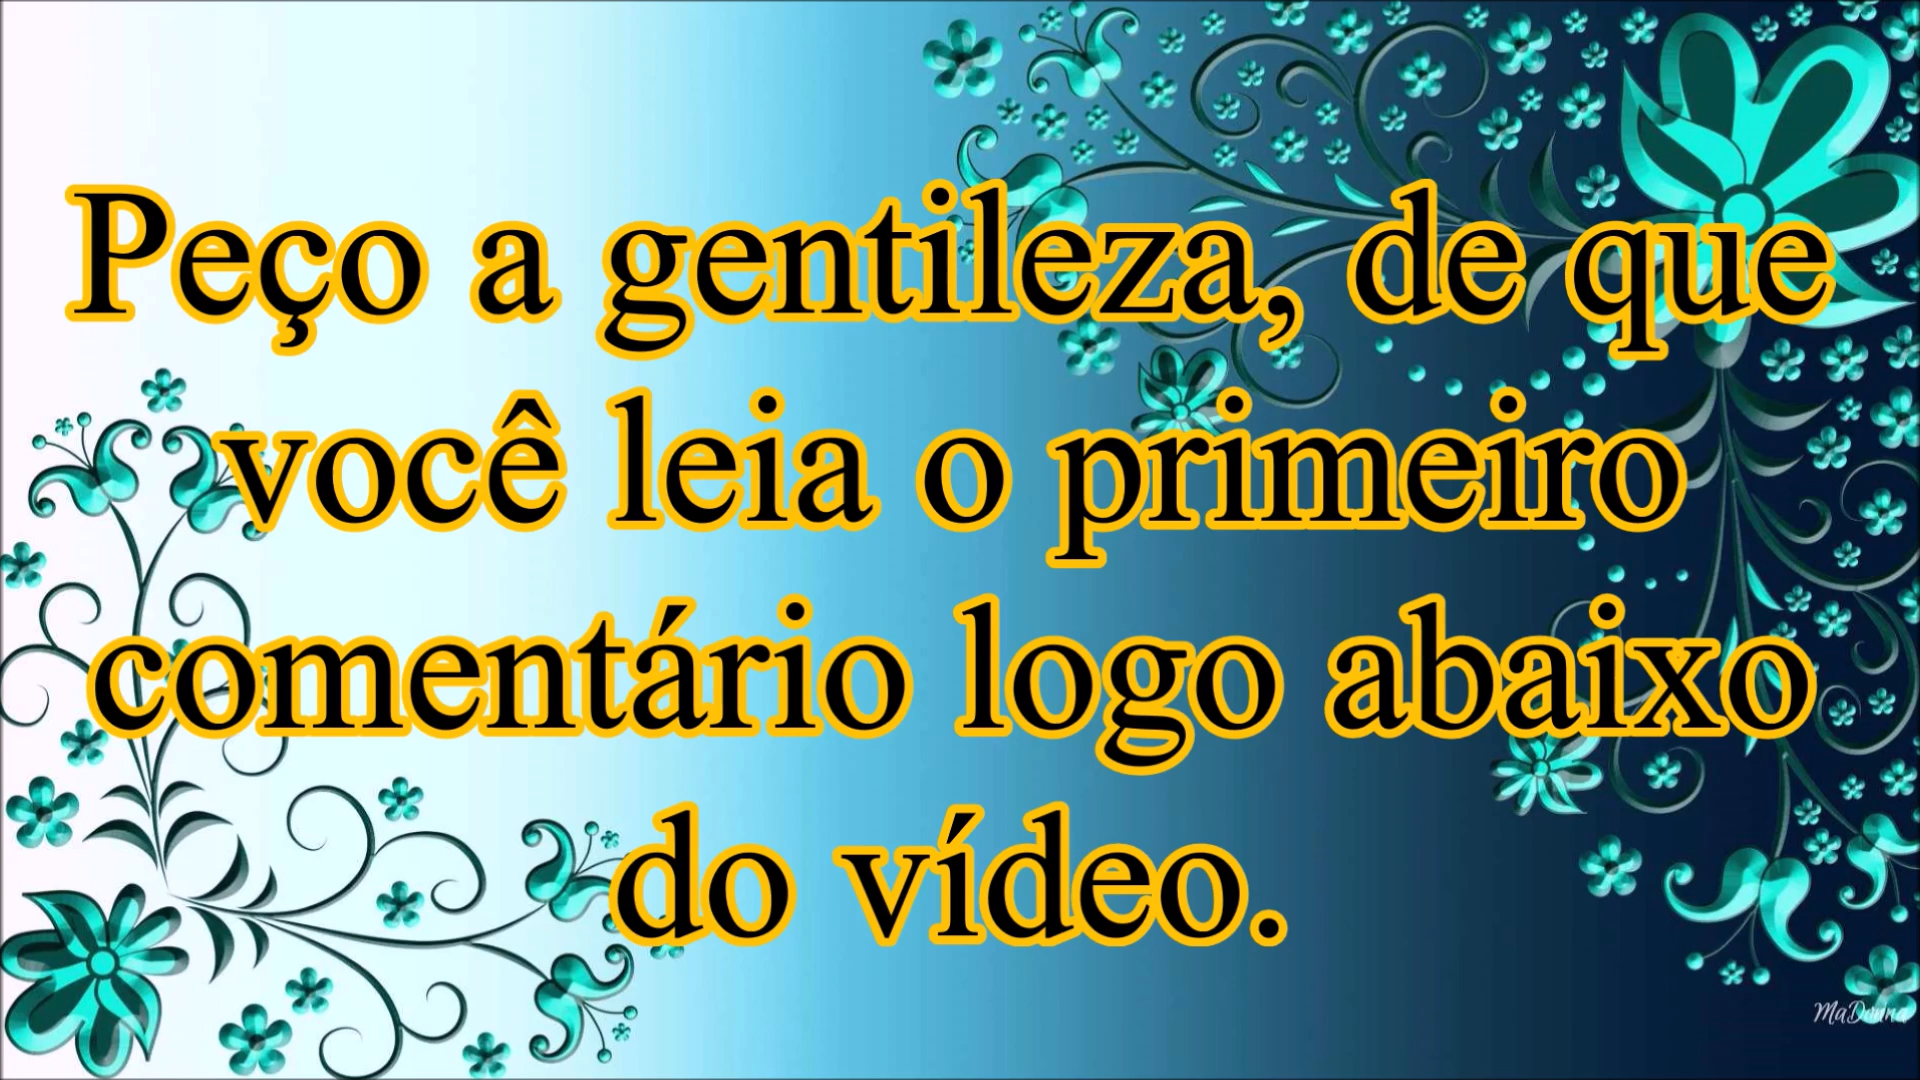 Peço a gentileza, de que
você leia o primeiro
comentário logo abaixo
do vídeo.
MaDonna